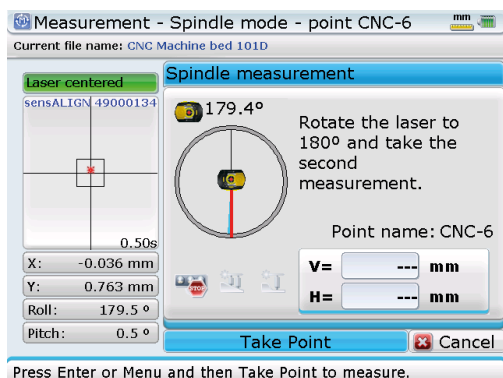 Measurement - Spindle mode - point CNC-6
mm
Current file name: CNC Machine bed 101D
Laser centered
sensALIGN 49000134
0.50s
X: -0.036 mm
Y: 0.763 mm
Roll: 179.5 º
Pitch: 0.5 º
Spindle measurement
179.4º
Rotate the laser to
180º and take the
second
measurement.
Point name: CNC-6
V= --- mm
H= --- mm
STOP
Take Point
Cancel
Press Enter or Menu and then Take Point to measure.